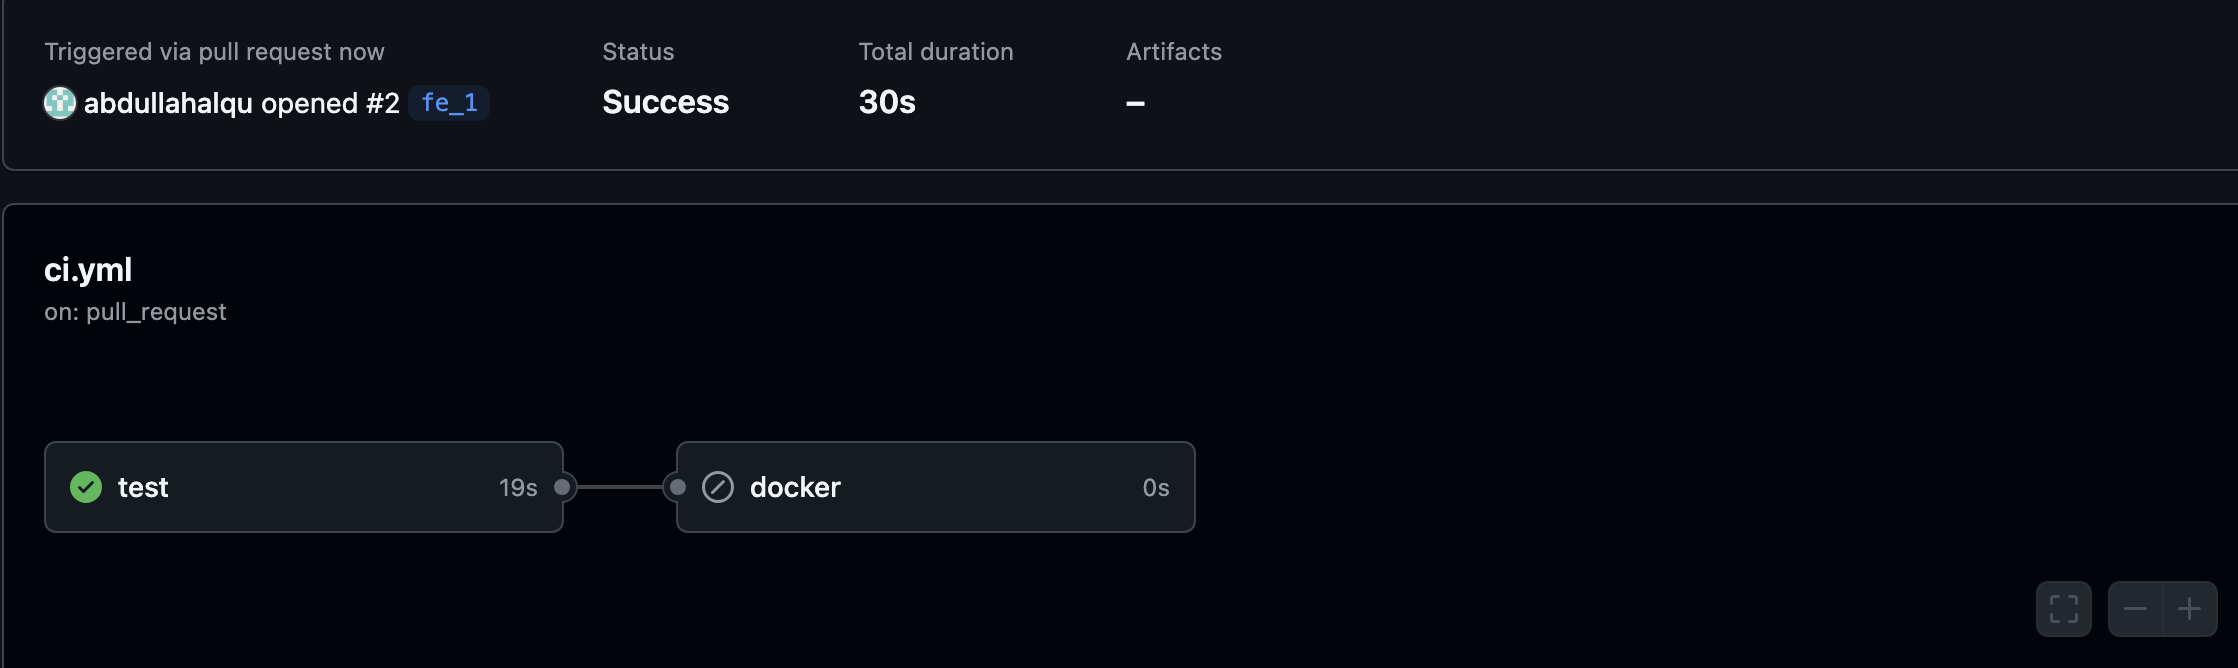 Triggered via pull request now
abdullahalqu opened #2 fe_1
Status
Success
Total duration
30s
Artifacts
–
ci.yml
on: pull_request
test 19s
docker 0s